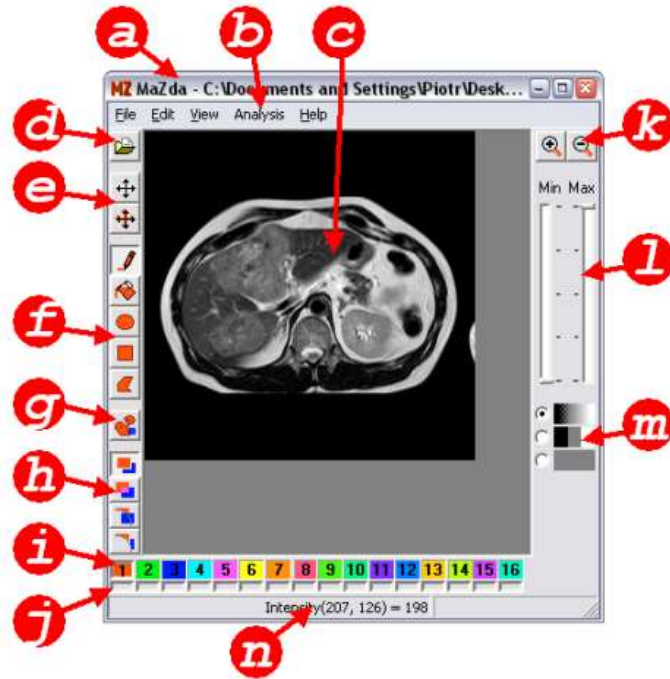 a b c
MZ MaZda - C:\Documents and Settings\Piotr\Desk...
File Edit View Analysis Help
d k
e Min Max
l
f
g m
h
i 1 2 3 4 5 6 7 8 9 10 11 12 13 14 15 16
j
Intensity(207, 126) = 198
n